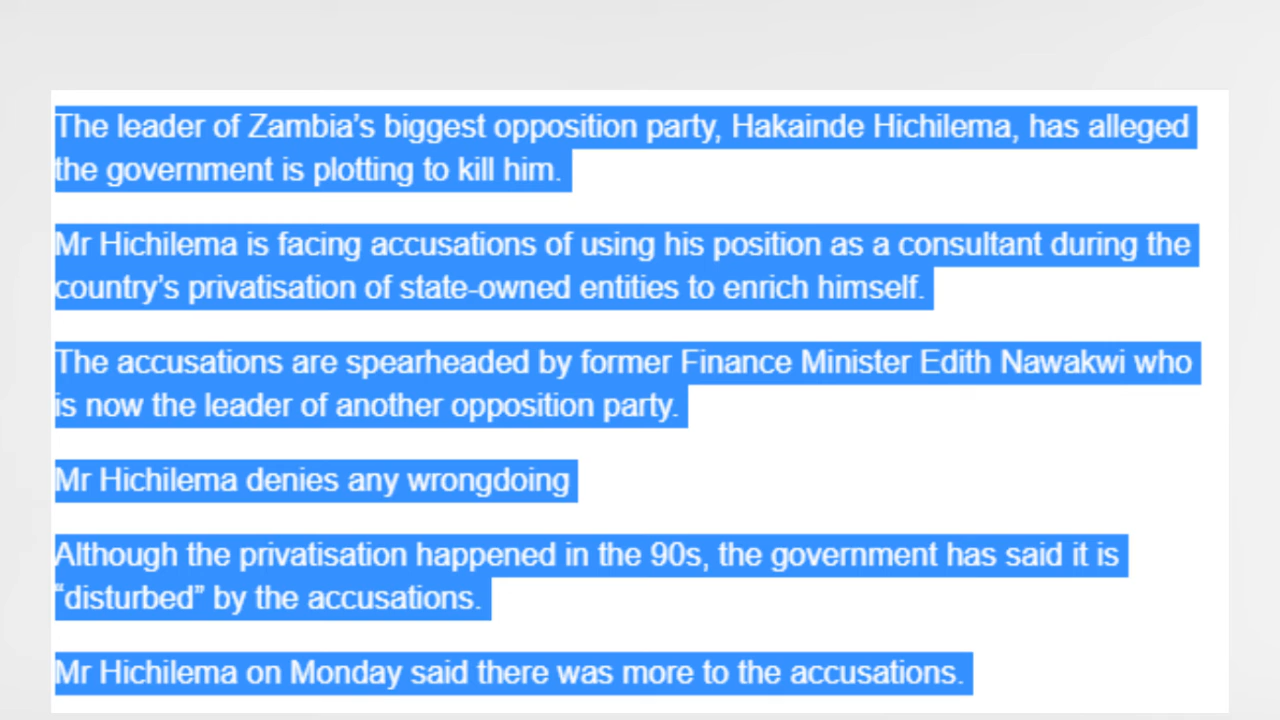 The leader of Zambia’s biggest opposition party, Hakainde Hichilema, has alleged
the government is plotting to kill him.
Mr Hichilema is facing accusations of using his position as a consultant during the
country’s privatisation of state-owned entities to enrich himself.
The accusations are spearheaded by former Finance Minister Edith Nawakwi who
is now the leader of another opposition party.
Mr Hichilema denies any wrongdoing
Although the privatisation happened in the 90s, the government has said it is
“disturbed” by the accusations.
Mr Hichilema on Monday said there was more to the accusations.